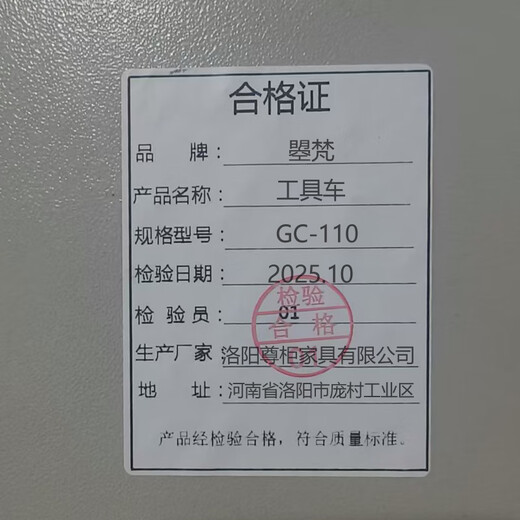 合格证
品 牌：曌梵
产品名称：工具车
规格型号：GC-110
检验日期：2025.10
检 验 员：01
检验
合格
生产厂家 洛阳尊柜家具有限公司
地 址：河南省洛阳市庞村工业区
产品经检验合格，符合质量标准。